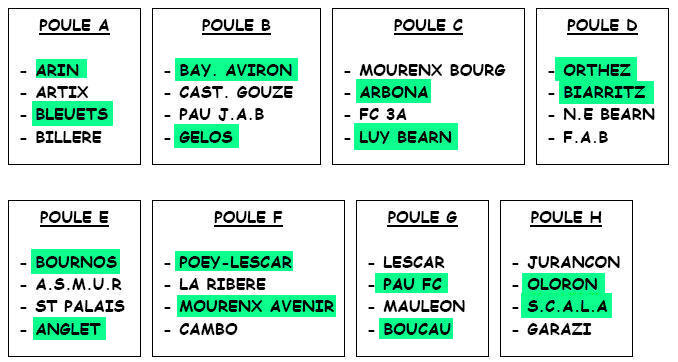 POULE A
- ARIN
- ARTIX
- BLEUETS
- BILLERE
POULE B
- BAY. AVIRON
- CAST. GOUZE
- PAU J.A.B
- GELOS
POULE C
- MOURENX BOURG
- ARBONA
- FC 3A
- LUY BEARN
POULE D
- ORTHEZ
- BIARRITZ
- N.E BEARN
- F.A.B
POULE E
- BOURNOS
- A.S.M.U.R
- ST PALAIS
- ANGLET
POULE F
- POEY-LESCAR
- LA RIBERE
- MOURENX AVENIR
- CAMBO
POULE G
- LESCAR
- PAU FC
- MAULEON
- BOUCAU
POULE H
- JURANCON
- OLORON
- S.C.A.L.A
- GARAZI